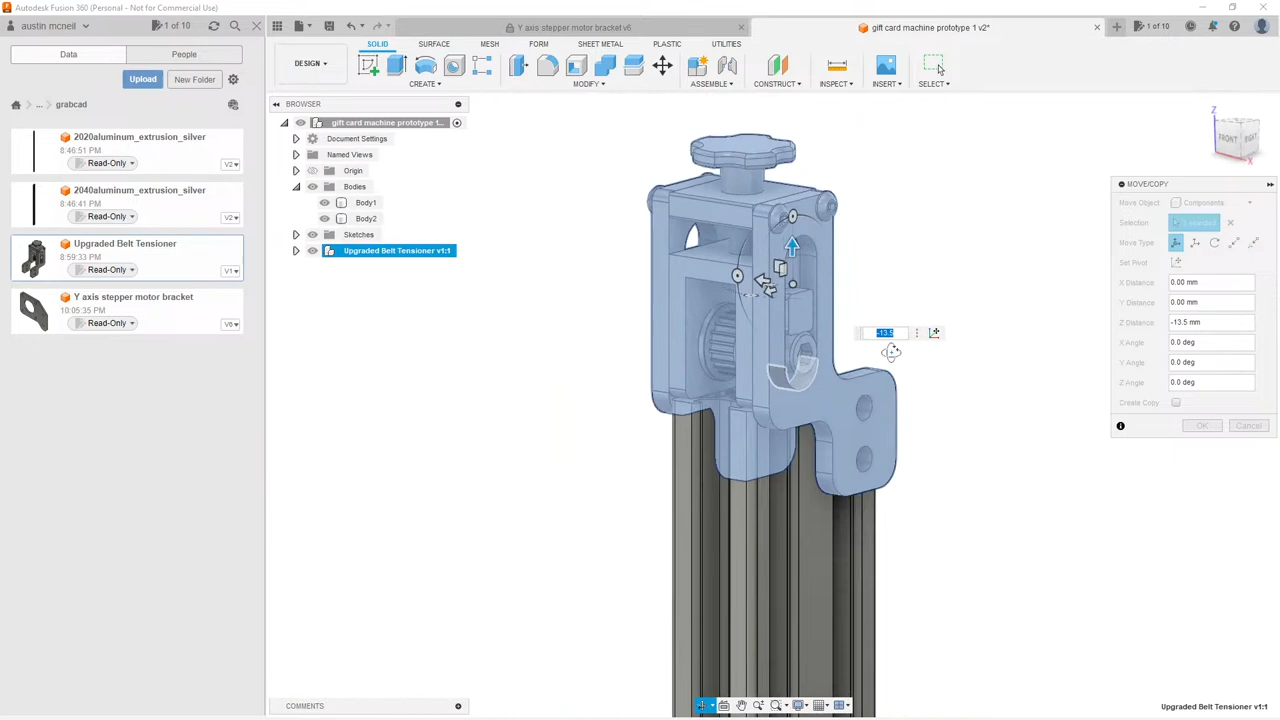 Autodesk Fusion 360 (Personal - Not for Commercial Use)
austin mcneil
1 of 10
Y axis stepper motor bracket v6
gift card machine prototype 1 v2*
1 of 10
Data
People
SOLID
SURFACE
MESH
FORM
SHEET METAL
PLASTIC
UTILITIES
DESIGN
Upload
New Folder
CREATE
MODIFY
ASSEMBLE
CONSTRUCT
INSPECT
INSERT
SELECT
...
grabcad
BROWSER
gift card machine prototype 1...
2020aluminum_extrusion_silver
8:46:51 PM
Read-Only
V2
Document Settings
Named Views
Origin
Bodies
Body1
Body2
Sketches
Upgraded Belt Tensioner v1:1
2040aluminum_extrusion_silver
8:46:41 PM
Read-Only
V2
Upgraded Belt Tensioner
8:59:33 PM
Read-Only
V1
Y axis stepper motor bracket
10:05:35 PM
Read-Only
V6
Z
FRONT
RIGHT
X
MOVE/COPY
Move Object
Components
Selection
1 selected
Move Type
Set Pivot
X Distance
0.00 mm
Y Distance
0.00 mm
Z Distance
-13.5 mm
X Angle
0.0 deg
Y Angle
0.0 deg
Z Angle
0.0 deg
Create Copy
OK
Cancel
-13.5
COMMENTS
Upgraded Belt Tensioner v1:1